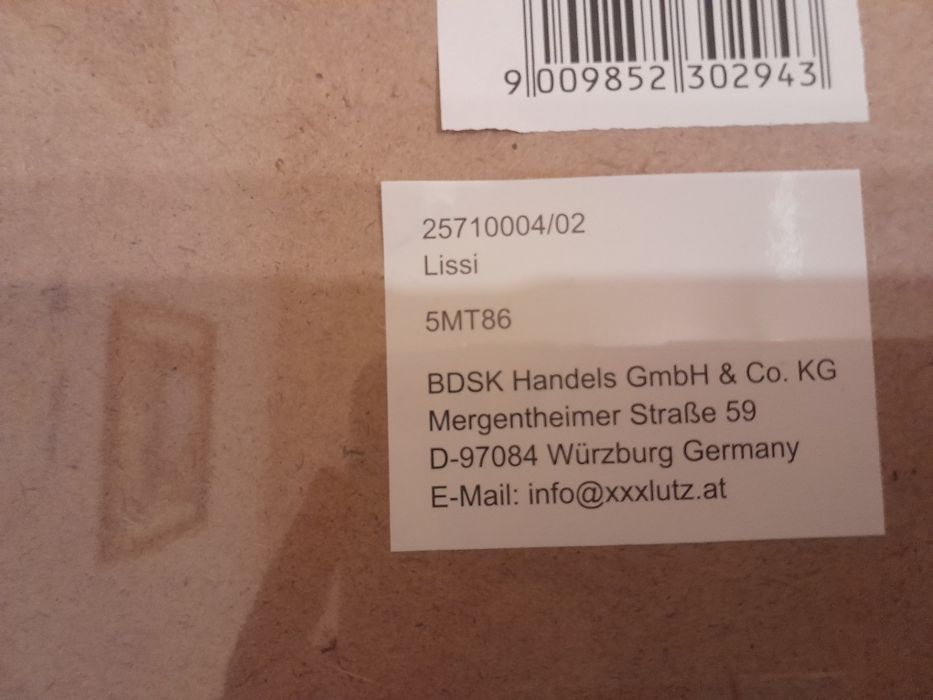 9 009852 302943
25710004/02
Lissi
5MT86
BDSK Handels GmbH & Co. KG
Mergentheimer Straße 59
D-97084 Würzburg Germany
E-Mail: info@xxxlutz.at